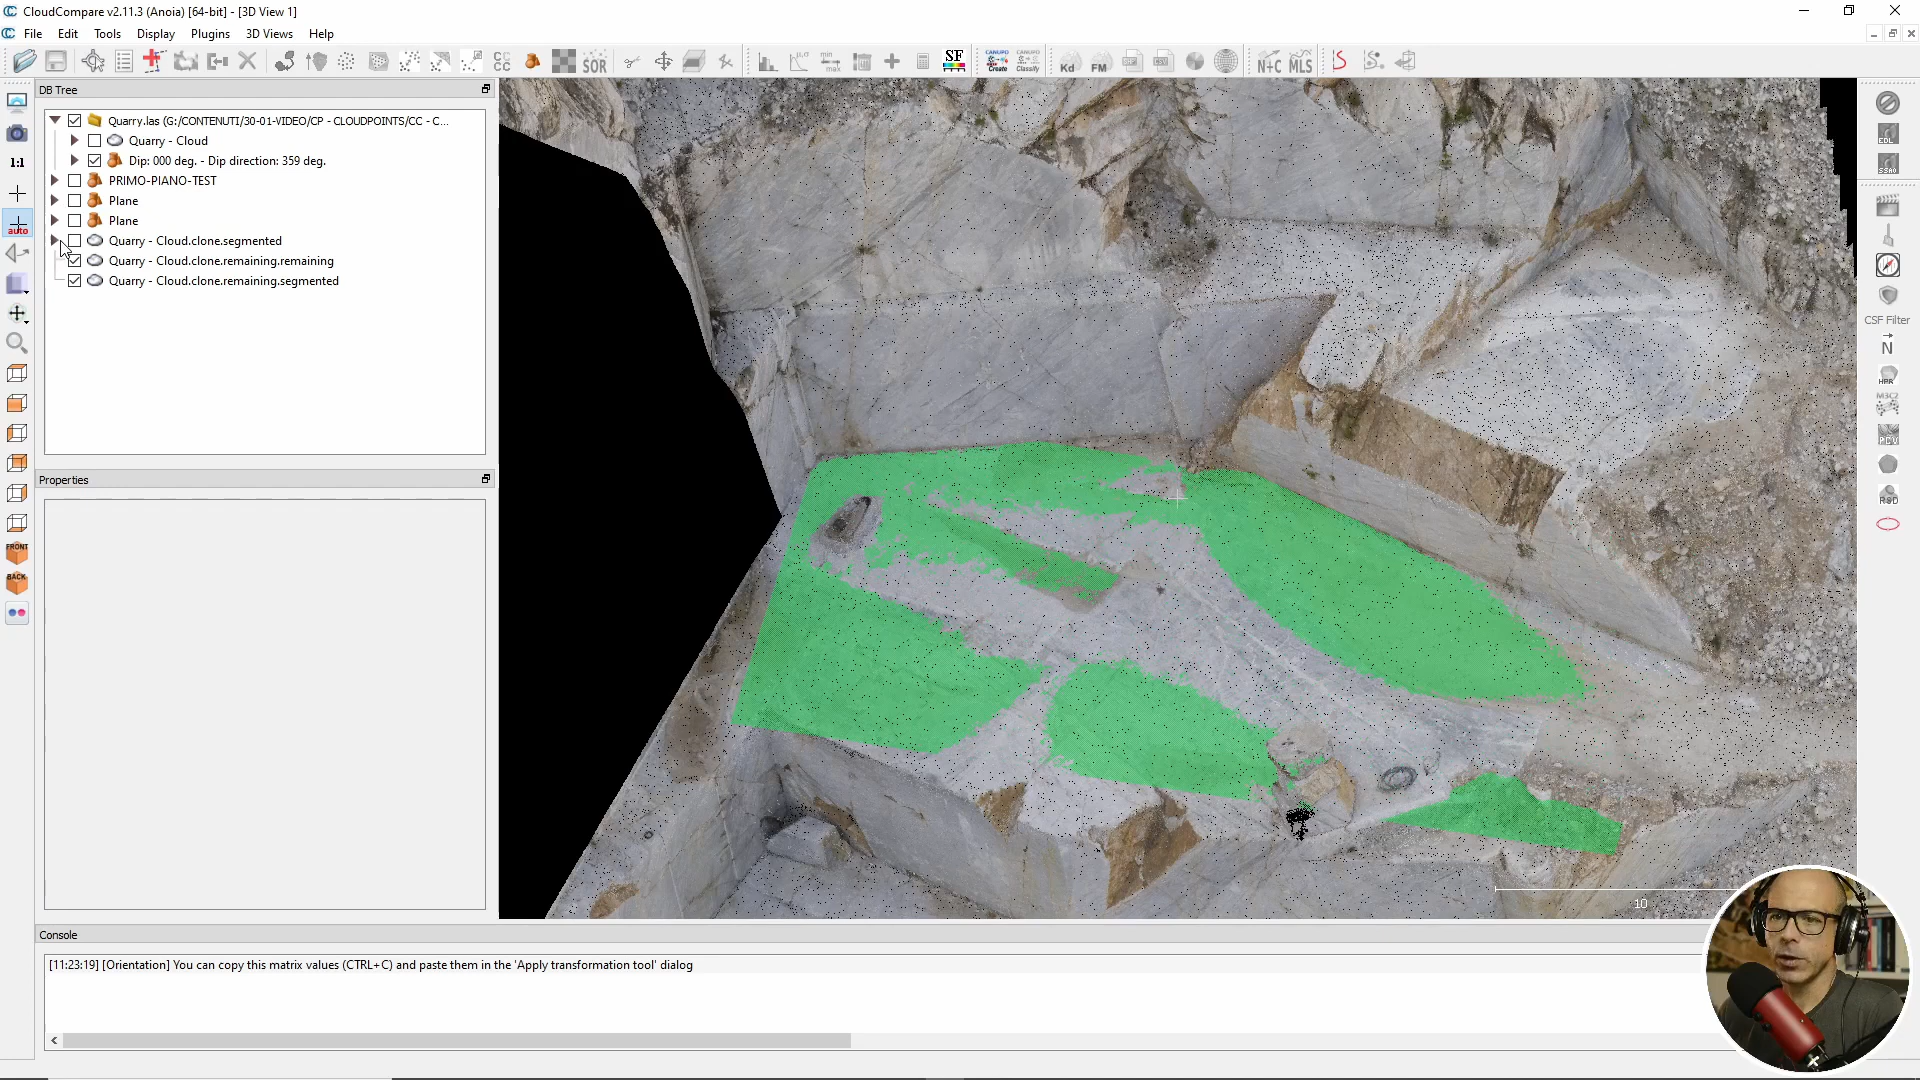 CloudCompare v2.11.3 (Anoia) [64-bit] - [3D View 1]
File Edit Tools Display Plugins 3D Views Help
SOR
min
max
SF
CANUPO
Create
CANUPO
Classify
Kd
FM
N+C
MLS
DB Tree
Quarry.las (G:/CONTENUTI/30-01-VIDEO/CP - CLOUDPOINTS/CC - C...
Quarry - Cloud
Dip: 000 deg. - Dip direction: 359 deg.
PRIMO-PIANO-TEST
Plane
Plane
Quarry - Cloud.clone.segmented
Quarry - Cloud.clone.remaining.remaining
Quarry - Cloud.clone.remaining.segmented
1:1
auto
FRONT
BACK
Properties
EDL
SSAO
CSF Filter
N
HPR
M3C2
PCV
RSD
10
Console
[11:23:19] [Orientation] You can copy this matrix values (CTRL+C) and paste them in the 'Apply transformation tool' dialog